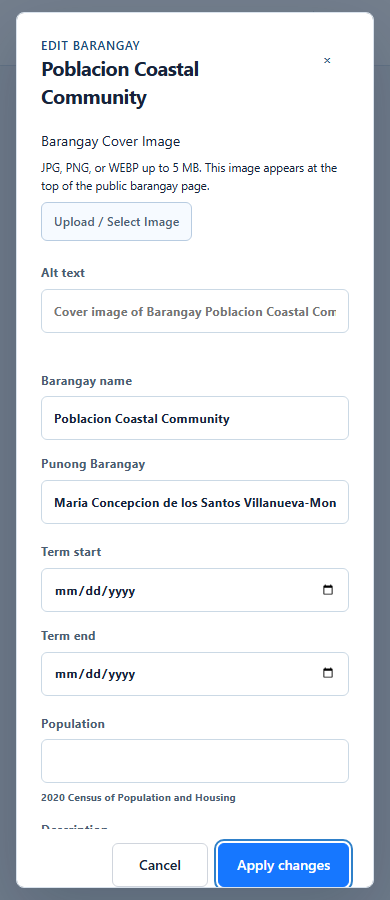 EDIT BARANGAY
Poblacion Coastal
Community
×
Barangay Cover Image
JPG, PNG, or WEBP up to 5 MB. This image appears at the
top of the public barangay page.
Upload / Select Image
Alt text
Cover image of Barangay Poblacion Coastal Com
Barangay name
Poblacion Coastal Community
Punong Barangay
Maria Concepcion de los Santos Villanueva-Mon
Term start
mm/dd/yyyy
Term end
mm/dd/yyyy
Population
2020 Census of Population and Housing
Description
Cancel
Apply changes